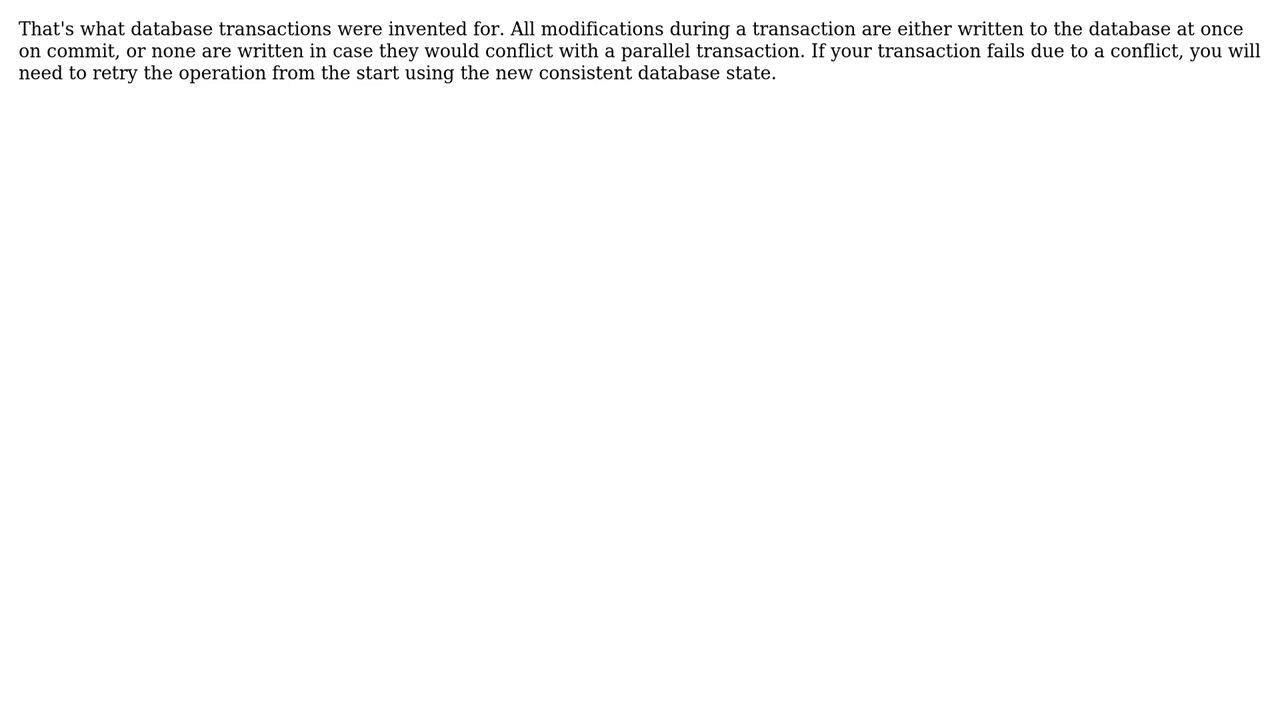 That's what database transactions were invented for. All modifications during a transaction are either written to the database at once
on commit, or none are written in case they would conflict with a parallel transaction. If your transaction fails due to a conflict, you will
need to retry the operation from the start using the new consistent database state.